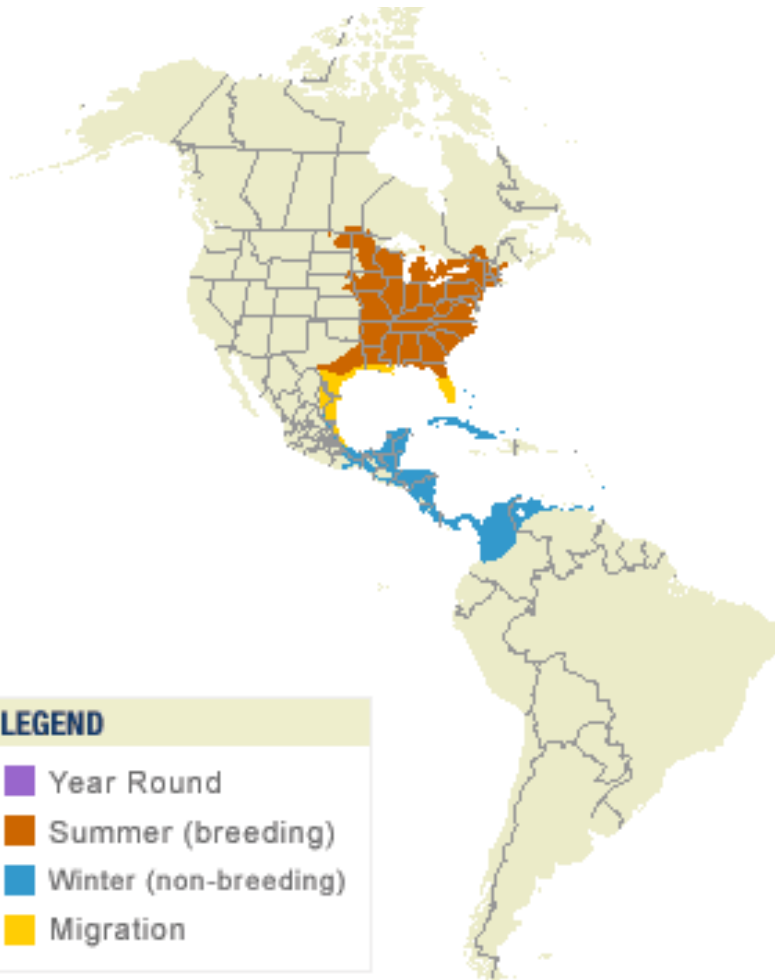 LEGEND
Year Round
Summer (breeding)
Winter (non-breeding)
Migration